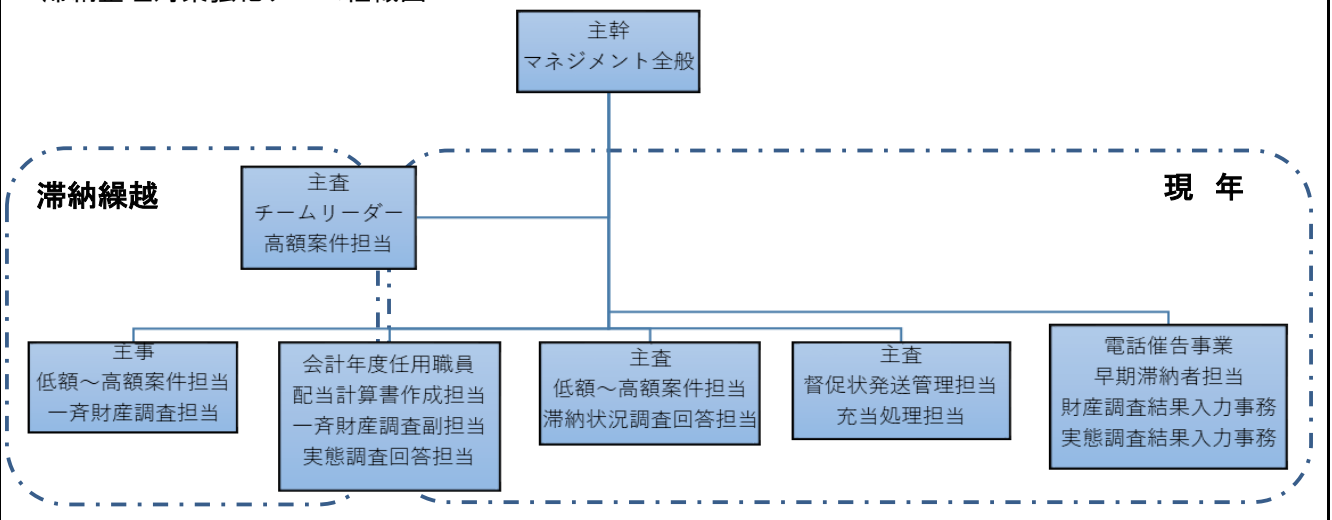 主幹
マネジメント全般
滞納繰越
現 年
主査
チームリーダー
高額案件担当
主事
低額～高額案件担当
一斉財産調査担当
会計年度任用職員
配当計算書作成担当
一斉財産調査副担当
実態調査回答担当
主査
低額～高額案件担当
滞納状況調査回答担当
主査
督促状発送管理担当
充当処理担当
電話催告事業
早期滞納者担当
財産調査結果入力事務
実態調査結果入力事務